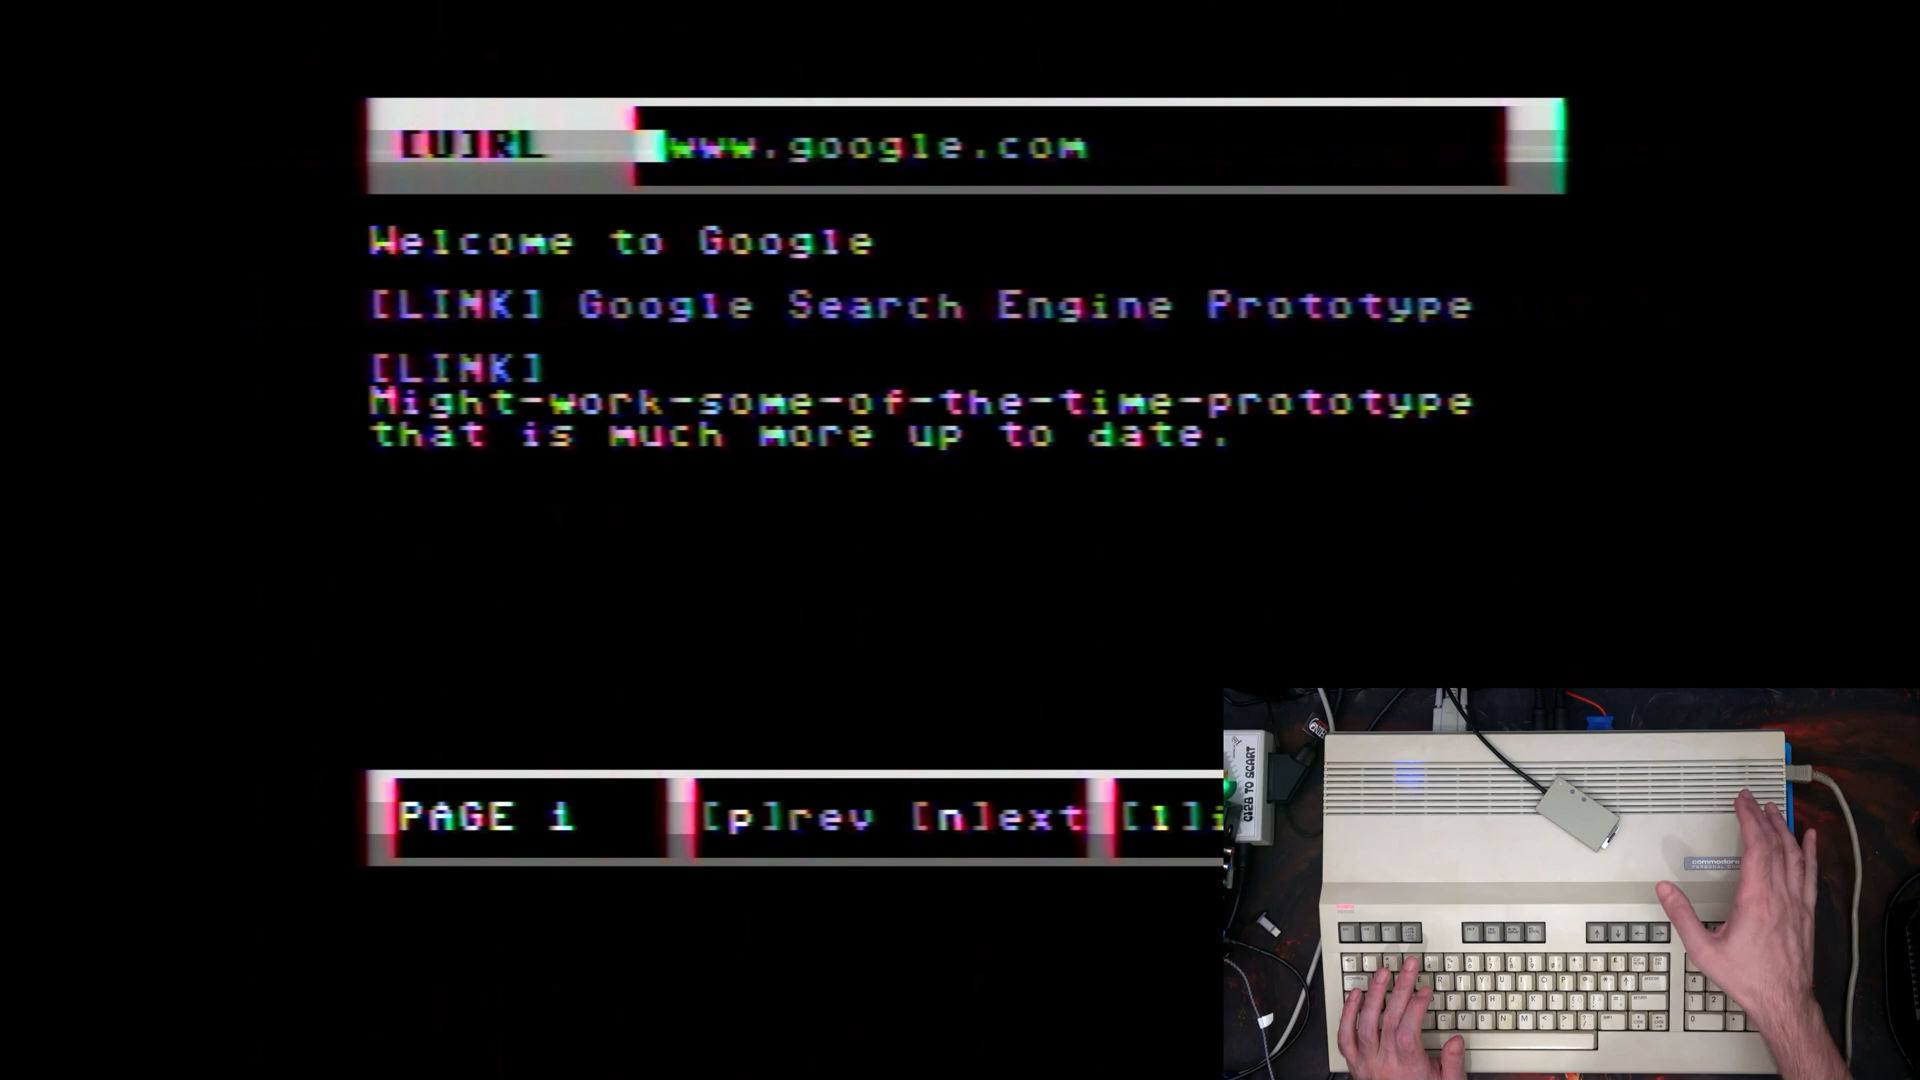 [U]RL www.google.com
Welcome to Google
[LINK] Google Search Engine Prototype
[LINK]
Might-work-some-of-the-time-prototype
that is much more up to date.
PAGE 1 [p]rev [n]ext [l]i
C128 TO SCART
commodore